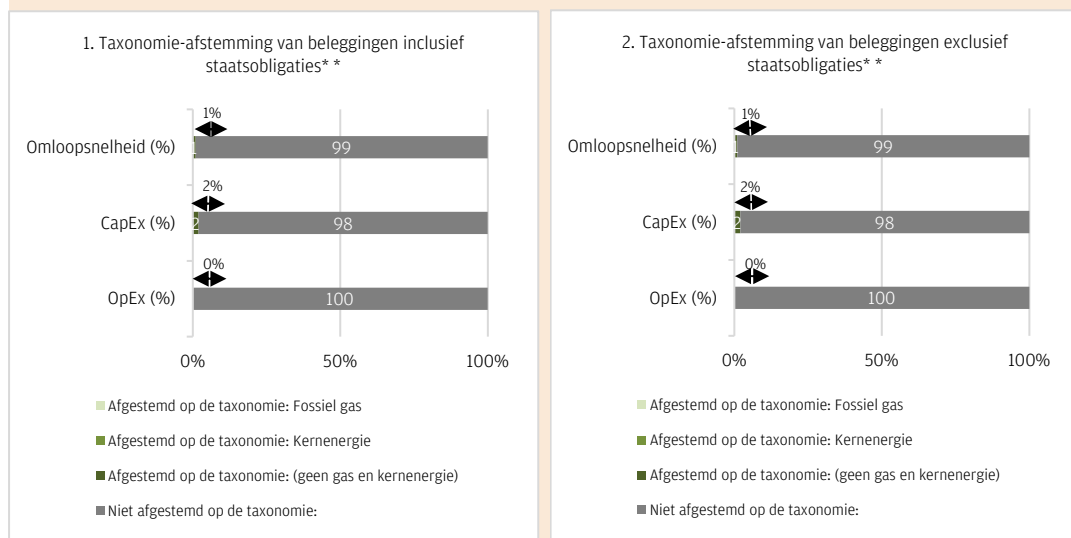 1. Taxonomie-afstemming van beleggingen inclusief
staatsobligaties* *
1%
Omloopsnelheid (%)
1
99
2%
CapEx (%)
2
98
0%
OpEx (%)
100
0%
50%
100%
Afgestemd op de taxonomie: Fossiel gas
Afgestemd op de taxonomie: Kernenergie
Afgestemd op de taxonomie: (geen gas en kernenergie)
Niet afgestemd op de taxonomie:
2. Taxonomie-afstemming van beleggingen exclusief
staatsobligaties* *
1%
Omloopsnelheid (%)
1
99
2%
CapEx (%)
2
98
0%
OpEx (%)
100
0%
50%
100%
Afgestemd op de taxonomie: Fossiel gas
Afgestemd op de taxonomie: Kernenergie
Afgestemd op de taxonomie: (geen gas en kernenergie)
Niet afgestemd op de taxonomie: